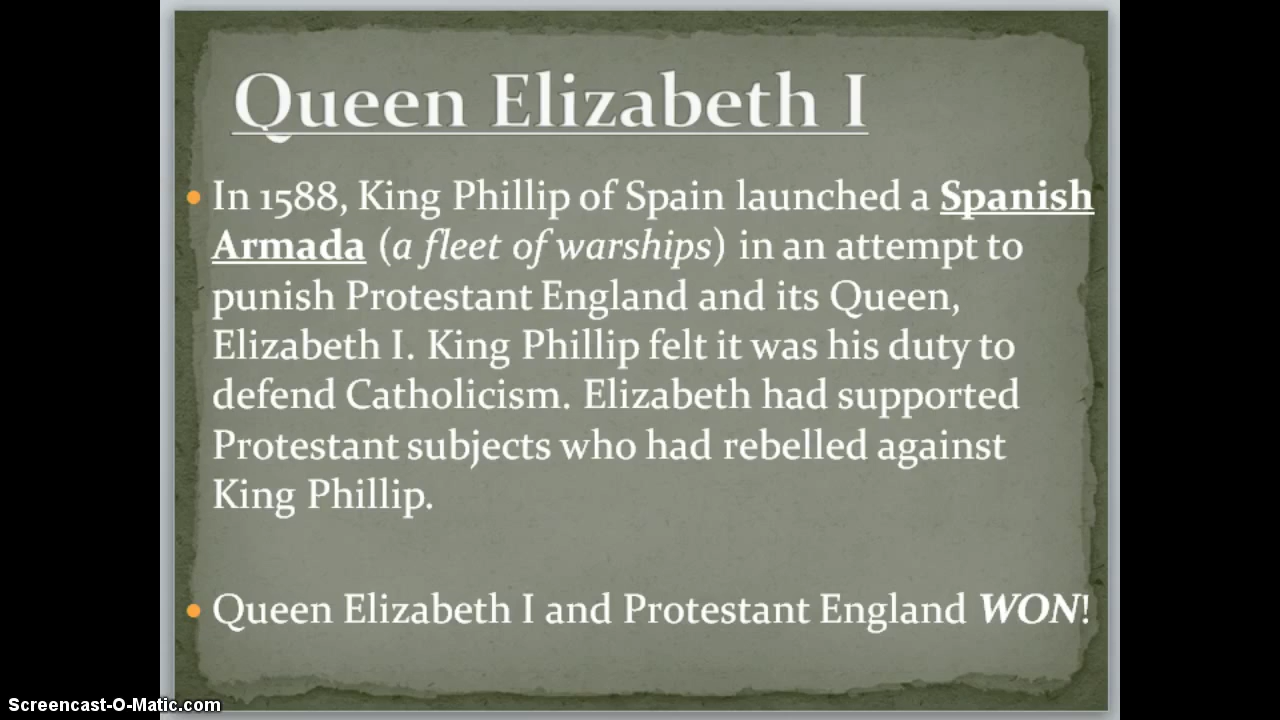 Queen Elizabeth I
• In 1588, King Phillip of Spain launched a Spanish
Armada (a fleet of warships) in an attempt to
punish Protestant England and its Queen,
Elizabeth I. King Phillip felt it was his duty to
defend Catholicism. Elizabeth had supported
Protestant subjects who had rebelled against
King Phillip.
• Queen Elizabeth I and Protestant England WON!
Screencast-O-Matic.com